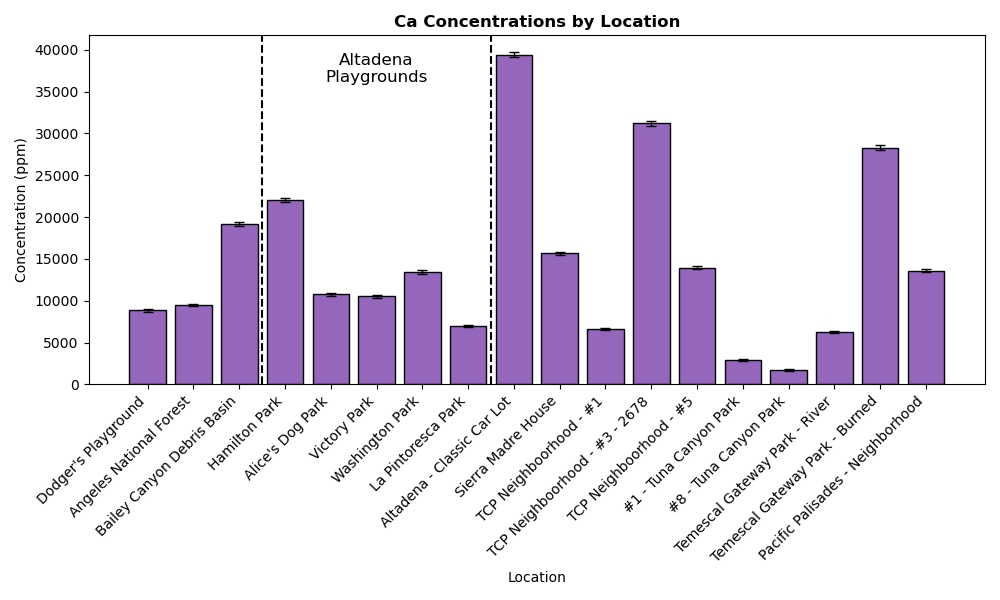 Ca Concentrations by Location
Concentration (ppm)
40000
35000
30000
25000
20000
15000
10000
5000
0
Altadena
Playgrounds
Dodger's Playground
Angeles National Forest
Bailey Canyon Debris Basin
Hamilton Park
Alice's Dog Park
Victory Park
Washington Park
La Pintoresca Park
Altadena - Classic Car Lot
Sierra Madre House
TCP Neighboorhood - #1
TCP Neighboorhood - #3 - 2678
TCP Neighboorhood - #5
#1 - Tuna Canyon Park
#8 - Tuna Canyon Park
Temescal Gateway Park - River
Temescal Gateway Park - Burned
Pacific Palisades - Neighborhood
Location